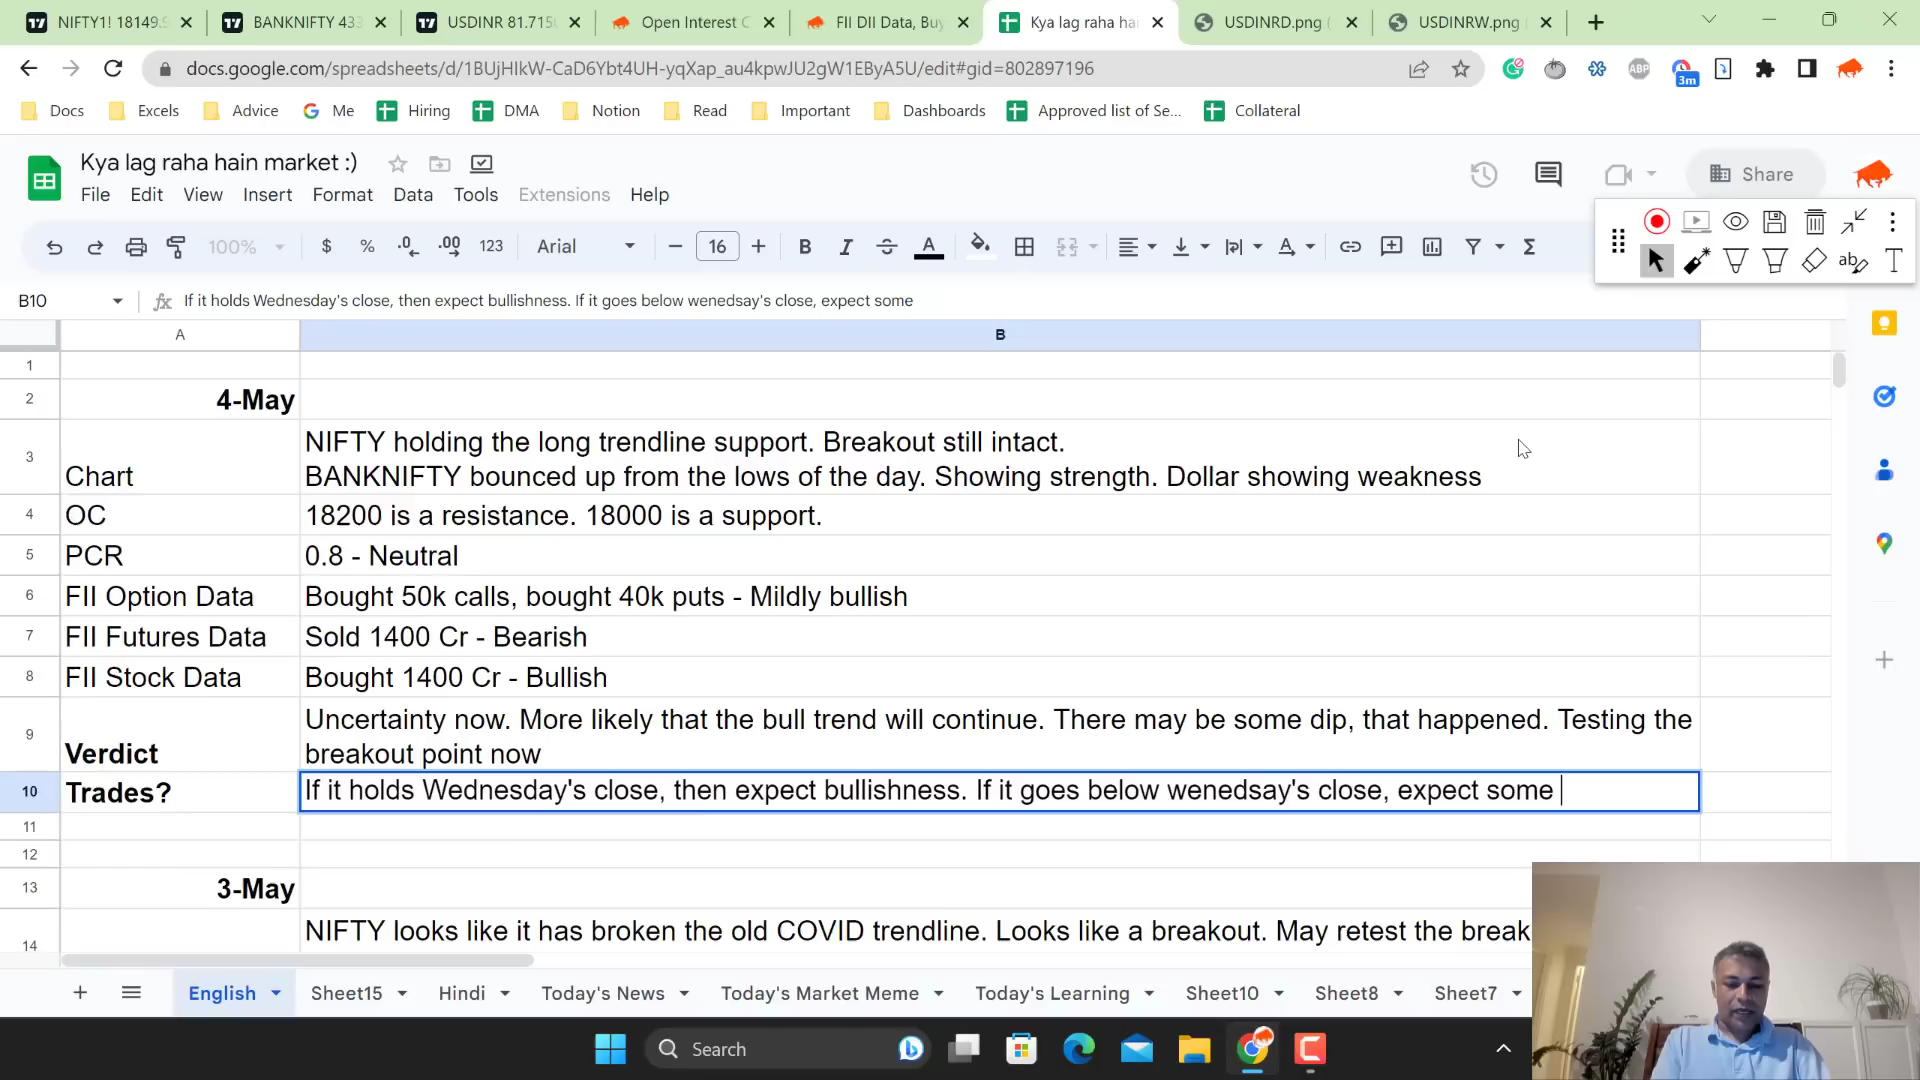 NIFTY1! 18149.
BANKNIFTY 433
USDINR 81.715
Open Interest C
FII DII Data, Buy
Kya lag raha hai
USDINRD.png (
USDINRW.png (
docs.google.com/spreadsheets/d/1BUjHIkW-CaD6Ybt4UH-yqXap_au4kpwJU2gW1EByA5U/edit#gid=802897196
ABP
3m
Docs
Excels
Advice
Me
Hiring
DMA
Notion
Read
Important
Dashboards
Approved list of Se...
Collateral
Kya lag raha hain market :)
File Edit View Insert Format Data Tools Extensions Help
Share
100% $ % .0 .00 123 Arial 16 B I A
B10
fx If it holds Wednesday's close, then expect bullishness. If it goes below wenedsay's close, expect some
A B
1
2 4-May
3 Chart
NIFTY holding the long trendline support. Breakout still intact.
BANKNIFTY bounced up from the lows of the day. Showing strength. Dollar showing weakness
4 OC 18200 is a resistance. 18000 is a support.
5 PCR 0.8 - Neutral
6 FII Option Data Bought 50k calls, bought 40k puts - Mildly bullish
7 FII Futures Data Sold 1400 Cr - Bearish
8 FII Stock Data Bought 1400 Cr - Bullish
9 Verdict
Uncertainty now. More likely that the bull trend will continue. There may be some dip, that happened. Testing the
breakout point now
10 Trades? If it holds Wednesday's close, then expect bullishness. If it goes below wenedsay's close, expect some
11
12
13 3-May
14 NIFTY looks like it has broken the old COVID trendline. Looks like a breakout. May retest the break
English
Sheet15
Hindi
Today's News
Today's Market Meme
Today's Learning
Sheet10
Sheet8
Sheet7
Search